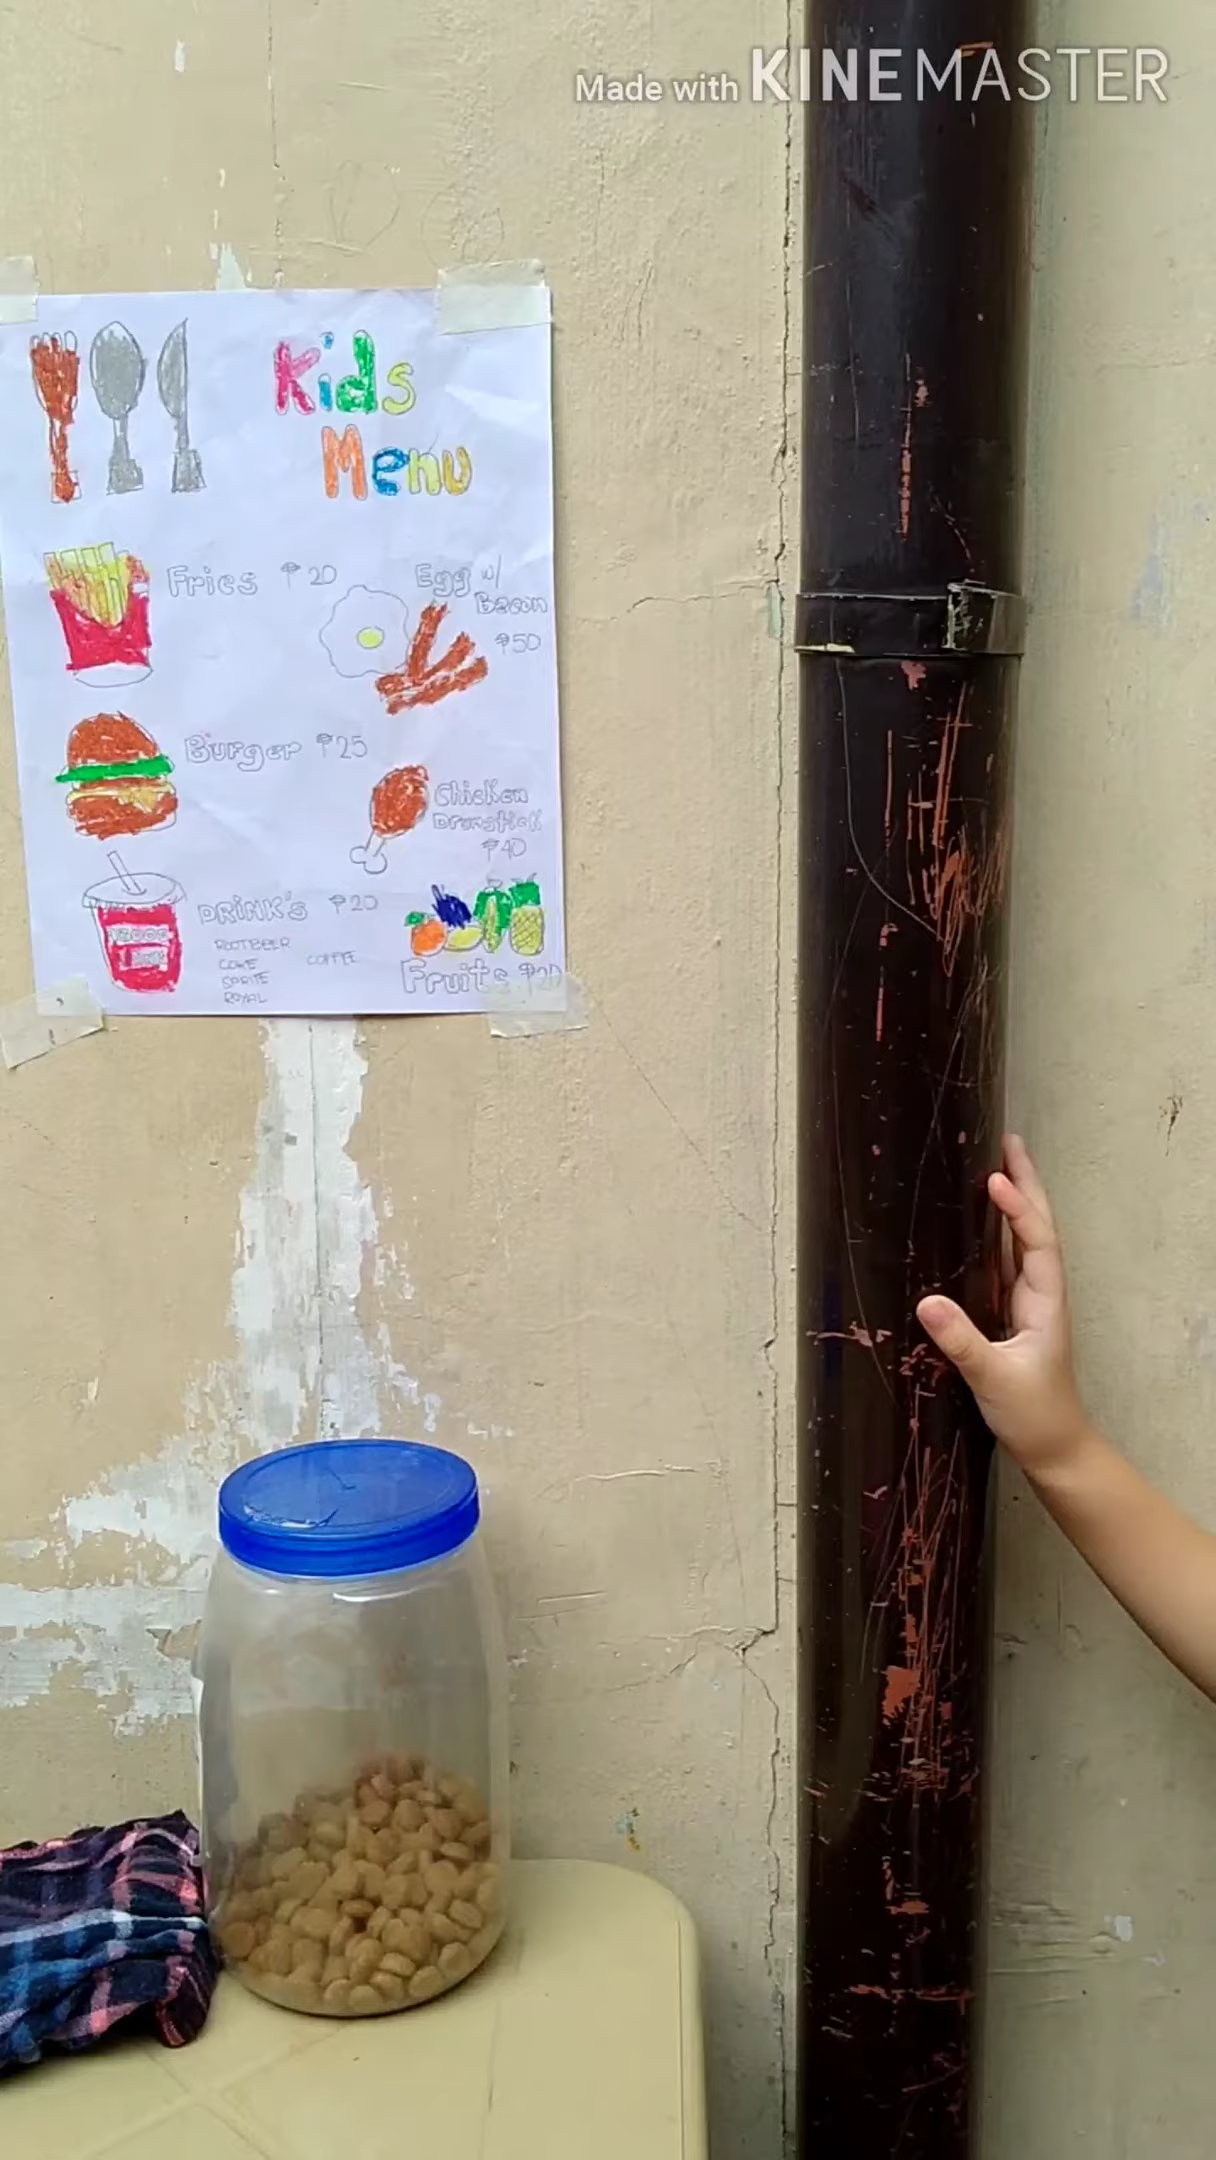 Made with KINEMASTER
Kids
Menu
Fries ₱20
Egg w/
Bacon
₱50
Burger ₱25
Chicken
Drumstick
₱40
DRINK'S ₱20
ROOTBEER
COKE COFFEE
SPRITE
ROYAL
Fruits ₱20